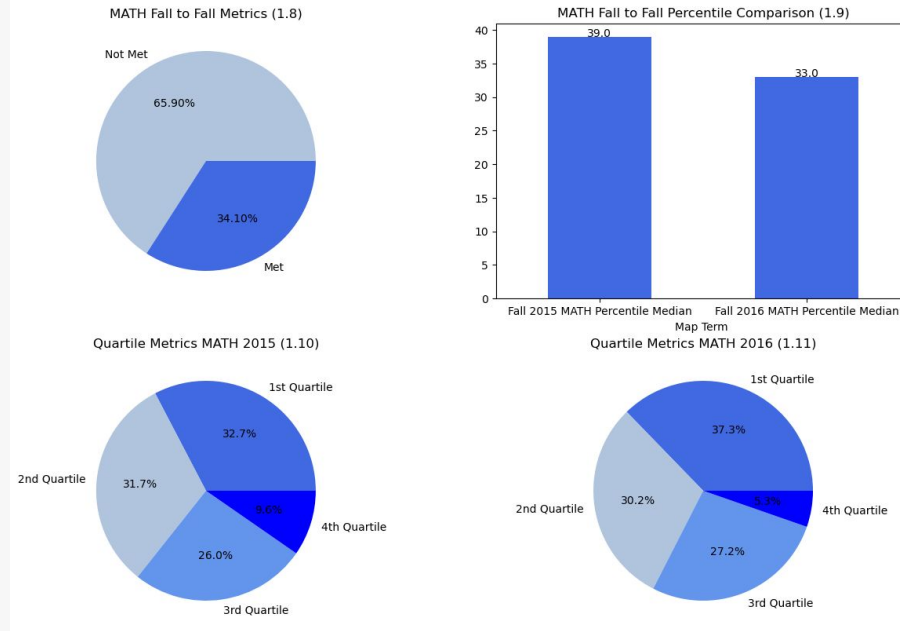 MATH Fall to Fall Metrics (1.8)
Not Met
65.90%
34.10%
Met
MATH Fall to Fall Percentile Comparison (1.9)
40
35
30
25
20
15
10
5
0
39.0
33.0
Fall 2015 MATH Percentile Median
Fall 2016 MATH Percentile Median
Map Term
Quartile Metrics MATH 2015 (1.10)
1st Quartile
32.7%
2nd Quartile
31.7%
9.6%
4th Quartile
26.0%
3rd Quartile
Quartile Metrics MATH 2016 (1.11)
1st Quartile
37.3%
2nd Quartile
30.2%
5.3%
4th Quartile
27.2%
3rd Quartile